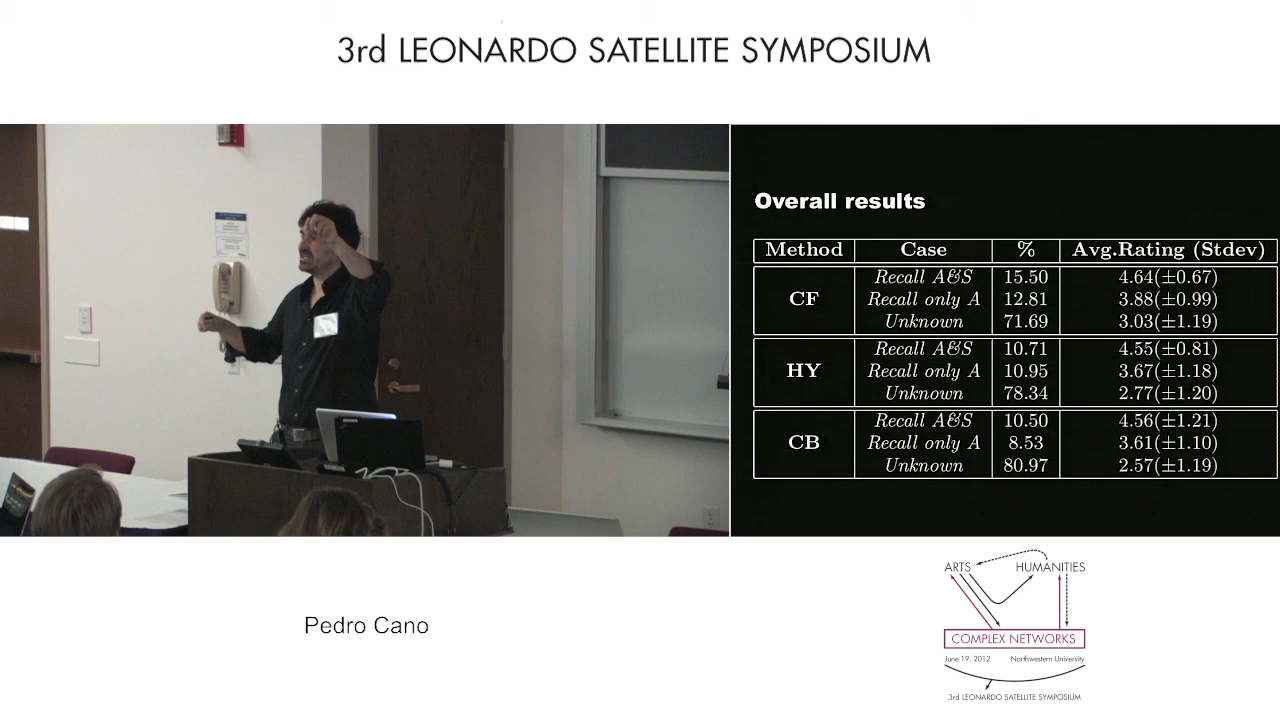 3rd LEONARDO SATELLITE SYMPOSIUM
Overall results
Method Case % Avg.Rating (Stdev)
CF
Recall A&S 15.50 4.64(±0.67)
Recall only A 12.81 3.88(±0.99)
Unknown 71.69 3.03(±1.19)
HY
Recall A&S 10.71 4.55(±0.81)
Recall only A 10.95 3.67(±1.18)
Unknown 78.34 2.77(±1.20)
CB
Recall A&S 10.50 4.56(±1.21)
Recall only A 8.53 3.61(±1.10)
Unknown 80.97 2.57(±1.19)
Pedro Cano
ARTS HUMANITIES
COMPLEX NETWORKS
June 19, 2012 Northwestern University
3rd LEONARDO SATELLITE SYMPOSIUM